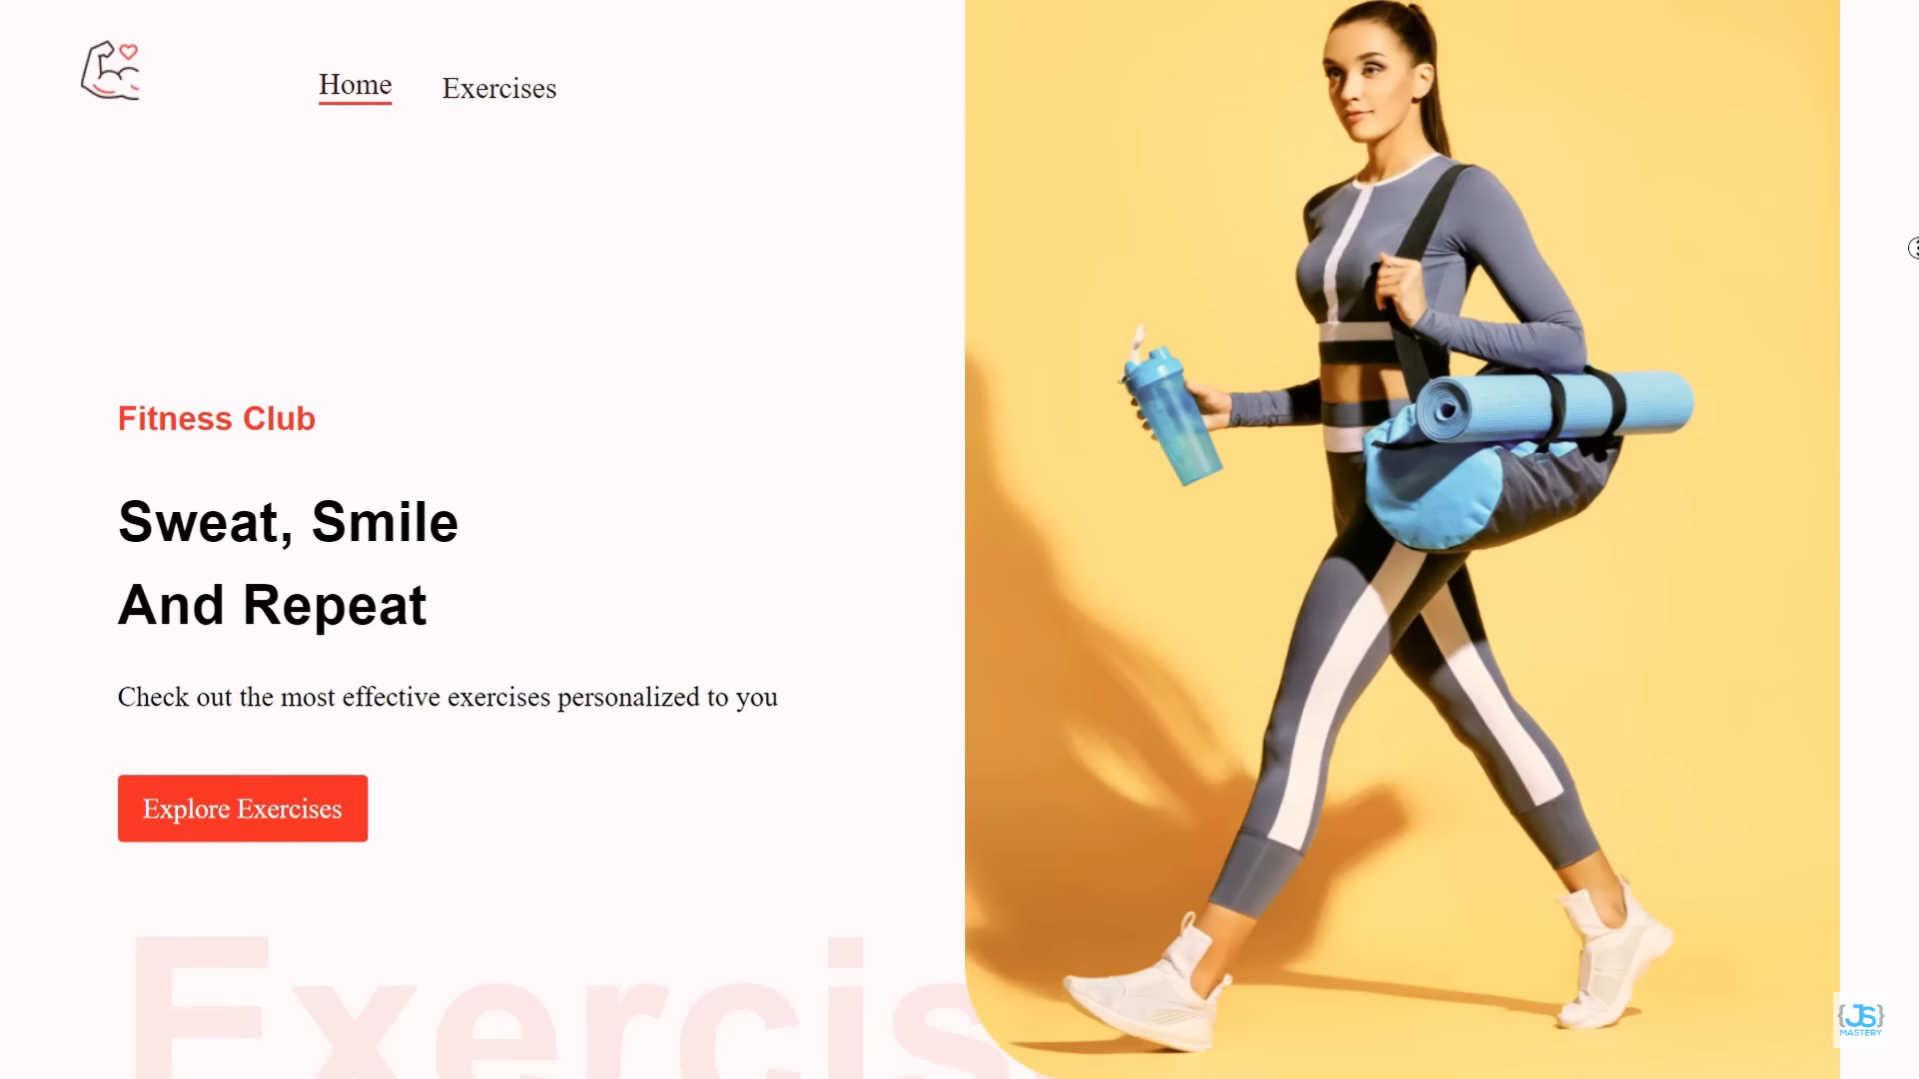 Home Exercises
Fitness Club
Sweat, Smile
And Repeat
Check out the most effective exercises personalized to you
Explore Exercises
Exercis
{JS}
MASTERY